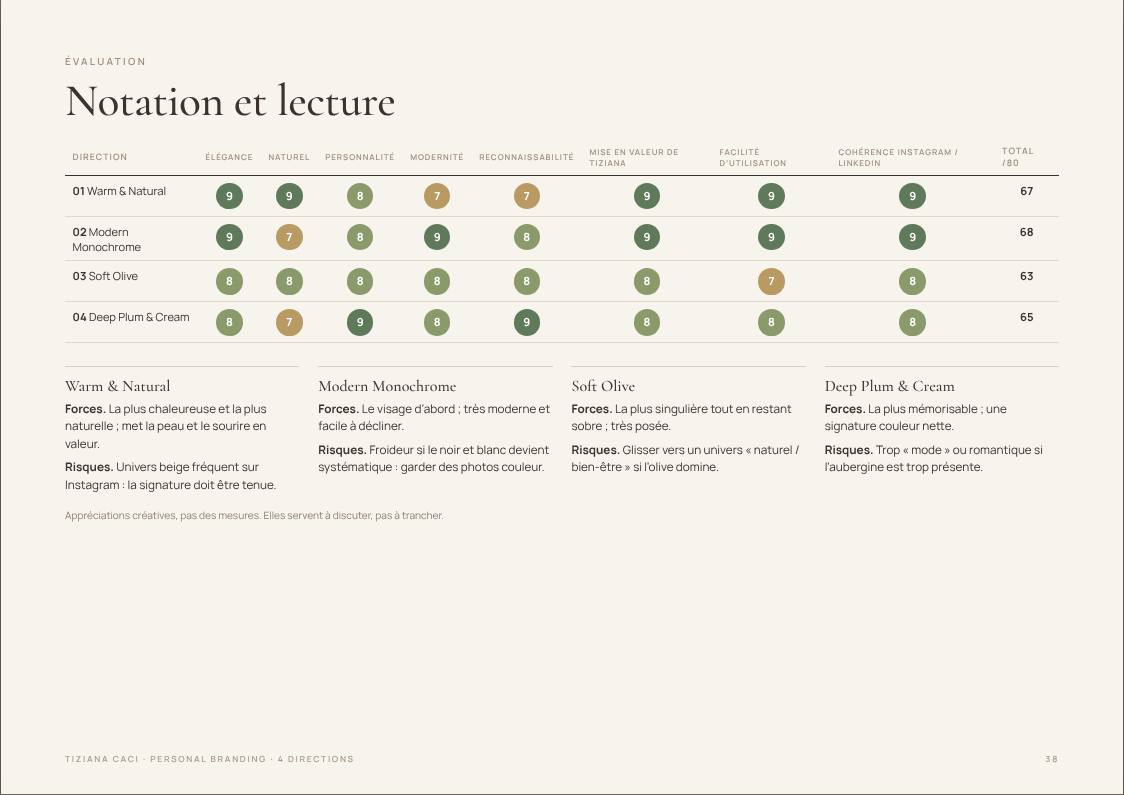 ÉVALUATION
Notation et lecture
DIRECTION ÉLÉGANCE NATUREL PERSONNALITÉ MODERNITÉ RECONNAISSABILITÉ MISE EN VALEUR DE TIZIANA FACILITÉ D'UTILISATION COHÉRENCE INSTAGRAM / LINKEDIN TOTAL /80
01 Warm & Natural 9 9 8 7 7 9 9 9 67
02 Modern Monochrome 9 7 8 9 8 9 9 9 68
03 Soft Olive 8 8 8 8 8 8 7 8 63
04 Deep Plum & Cream 8 7 9 8 9 8 8 8 65
Warm & Natural
Forces. La plus chaleureuse et la plus
naturelle ; met la peau et le sourire en
valeur.
Risques. Univers beige fréquent sur
Instagram : la signature doit être tenue.
Modern Monochrome
Forces. Le visage d'abord ; très moderne et
facile à décliner.
Risques. Froideur si le noir et blanc devient
systématique : garder des photos couleur.
Soft Olive
Forces. La plus singulière tout en restant
sobre ; très posée.
Risques. Glisser vers un univers « naturel /
bien-être » si l'olive domine.
Deep Plum & Cream
Forces. La plus mémorisable ; une
signature couleur nette.
Risques. Trop « mode » ou romantique si
l'aubergine est trop présente.
Appréciations créatives, pas des mesures. Elles servent à discuter, pas à trancher.
TIZIANA CACI · PERSONAL BRANDING · 4 DIRECTIONS
38